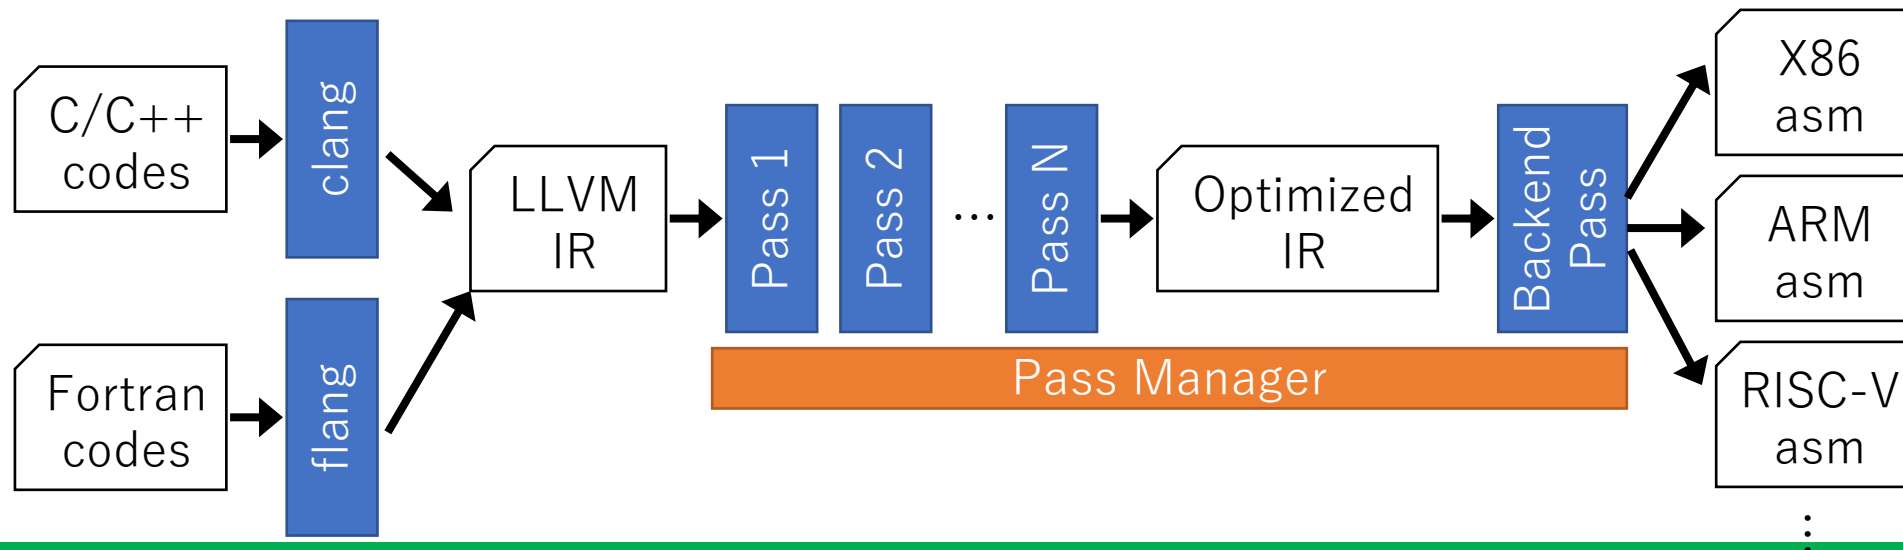 C/C++
codes
clang
Fortran
codes
flang
LLVM
IR
Pass 1
Pass 2
…
Pass N
Optimized
IR
Backend
Pass
Pass Manager
X86
asm
ARM
asm
RISC-V
asm
⋮